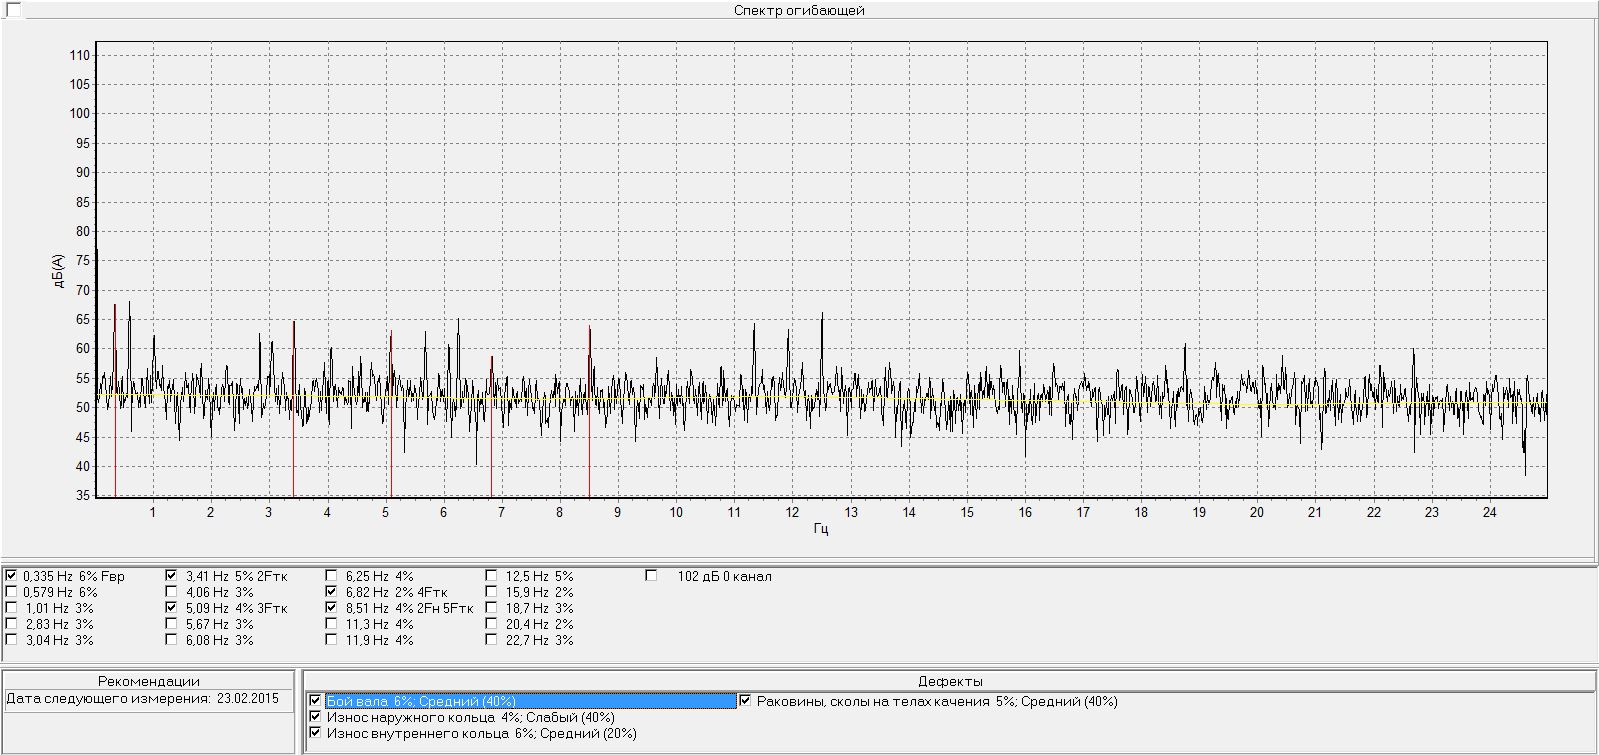 Спектр огибающей
110
105
100
95
90
85
80
75
70
65
60
55
50
45
40
35
дБ(А)
1 2 3 4 5 6 7 8 9 10 11 12 13 14 15 16 17 18 19 20 21 22 23 24
Гц
0,335 Hz 6% Fвр 3,41 Hz 5% 2Fтк 6,25 Hz 4% 12,5 Hz 5% 102 дБ 0 канал
0,579 Hz 6% 4,06 Hz 3% 6,82 Hz 2% 4Fтк 15,9 Hz 2%
1,01 Hz 3% 5,09 Hz 4% 3Fтк 8,51 Hz 4% 2Fн 5Fтк 18,7 Hz 3%
2,83 Hz 3% 5,67 Hz 3% 11,3 Hz 4% 20,4 Hz 2%
3,04 Hz 3% 6,08 Hz 3% 11,9 Hz 4% 22,7 Hz 3%
Рекомендации
Дата следующего измерения: 23.02.2015
Дефекты
Бой вала 6%; Средний (40%) Раковины, сколы на телах качения 5%; Средний (40%)
Износ наружного кольца 4%; Слабый (40%)
Износ внутреннего кольца 6%; Средний (20%)